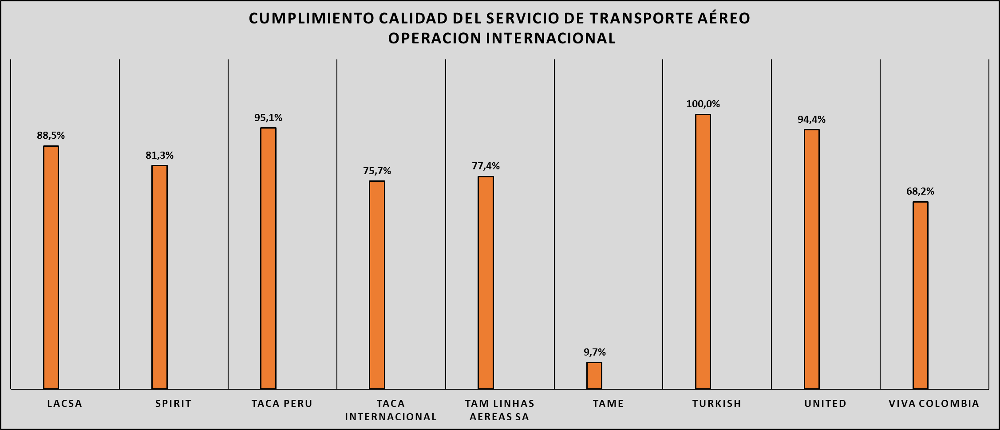 CUMPLIMIENTO CALIDAD DEL SERVICIO DE TRANSPORTE AÉREO
OPERACION INTERNACIONAL
88,5%
81,3%
95,1%
75,7%
77,4%
9,7%
100,0%
94,4%
68,2%
LACSA
SPIRIT
TACA PERU
TACA
INTERNACIONAL
TAM LINHAS
AEREAS SA
TAME
TURKISH
UNITED
VIVA COLOMBIA